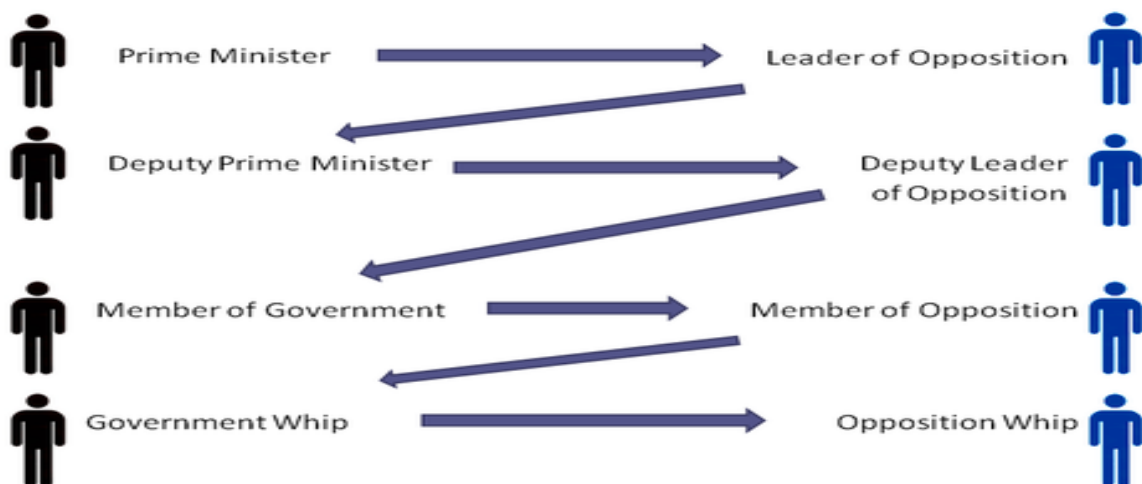 Prime Minister
Leader of Opposition
Deputy Prime Minister
Deputy Leader
of Opposition
Member of Government
Member of Opposition
Government Whip
Opposition Whip